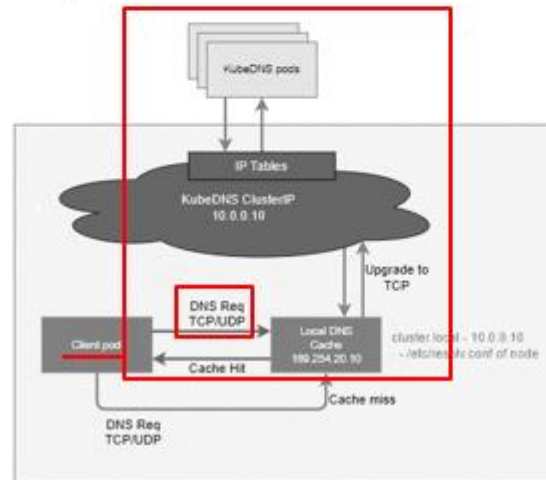 KubeDNS pods
IP Tables
KubeDNS ClusterIP
10.0.0.10
Upgrade to
TCP
DNS Req
TCP/UDP
Client pod
Local DNS
Cache
169.254.20.10
cluster.local - 10.0.0.10
- /etc/resolv.conf of node
Cache Hit
Cache miss
DNS Req
TCP/UDP